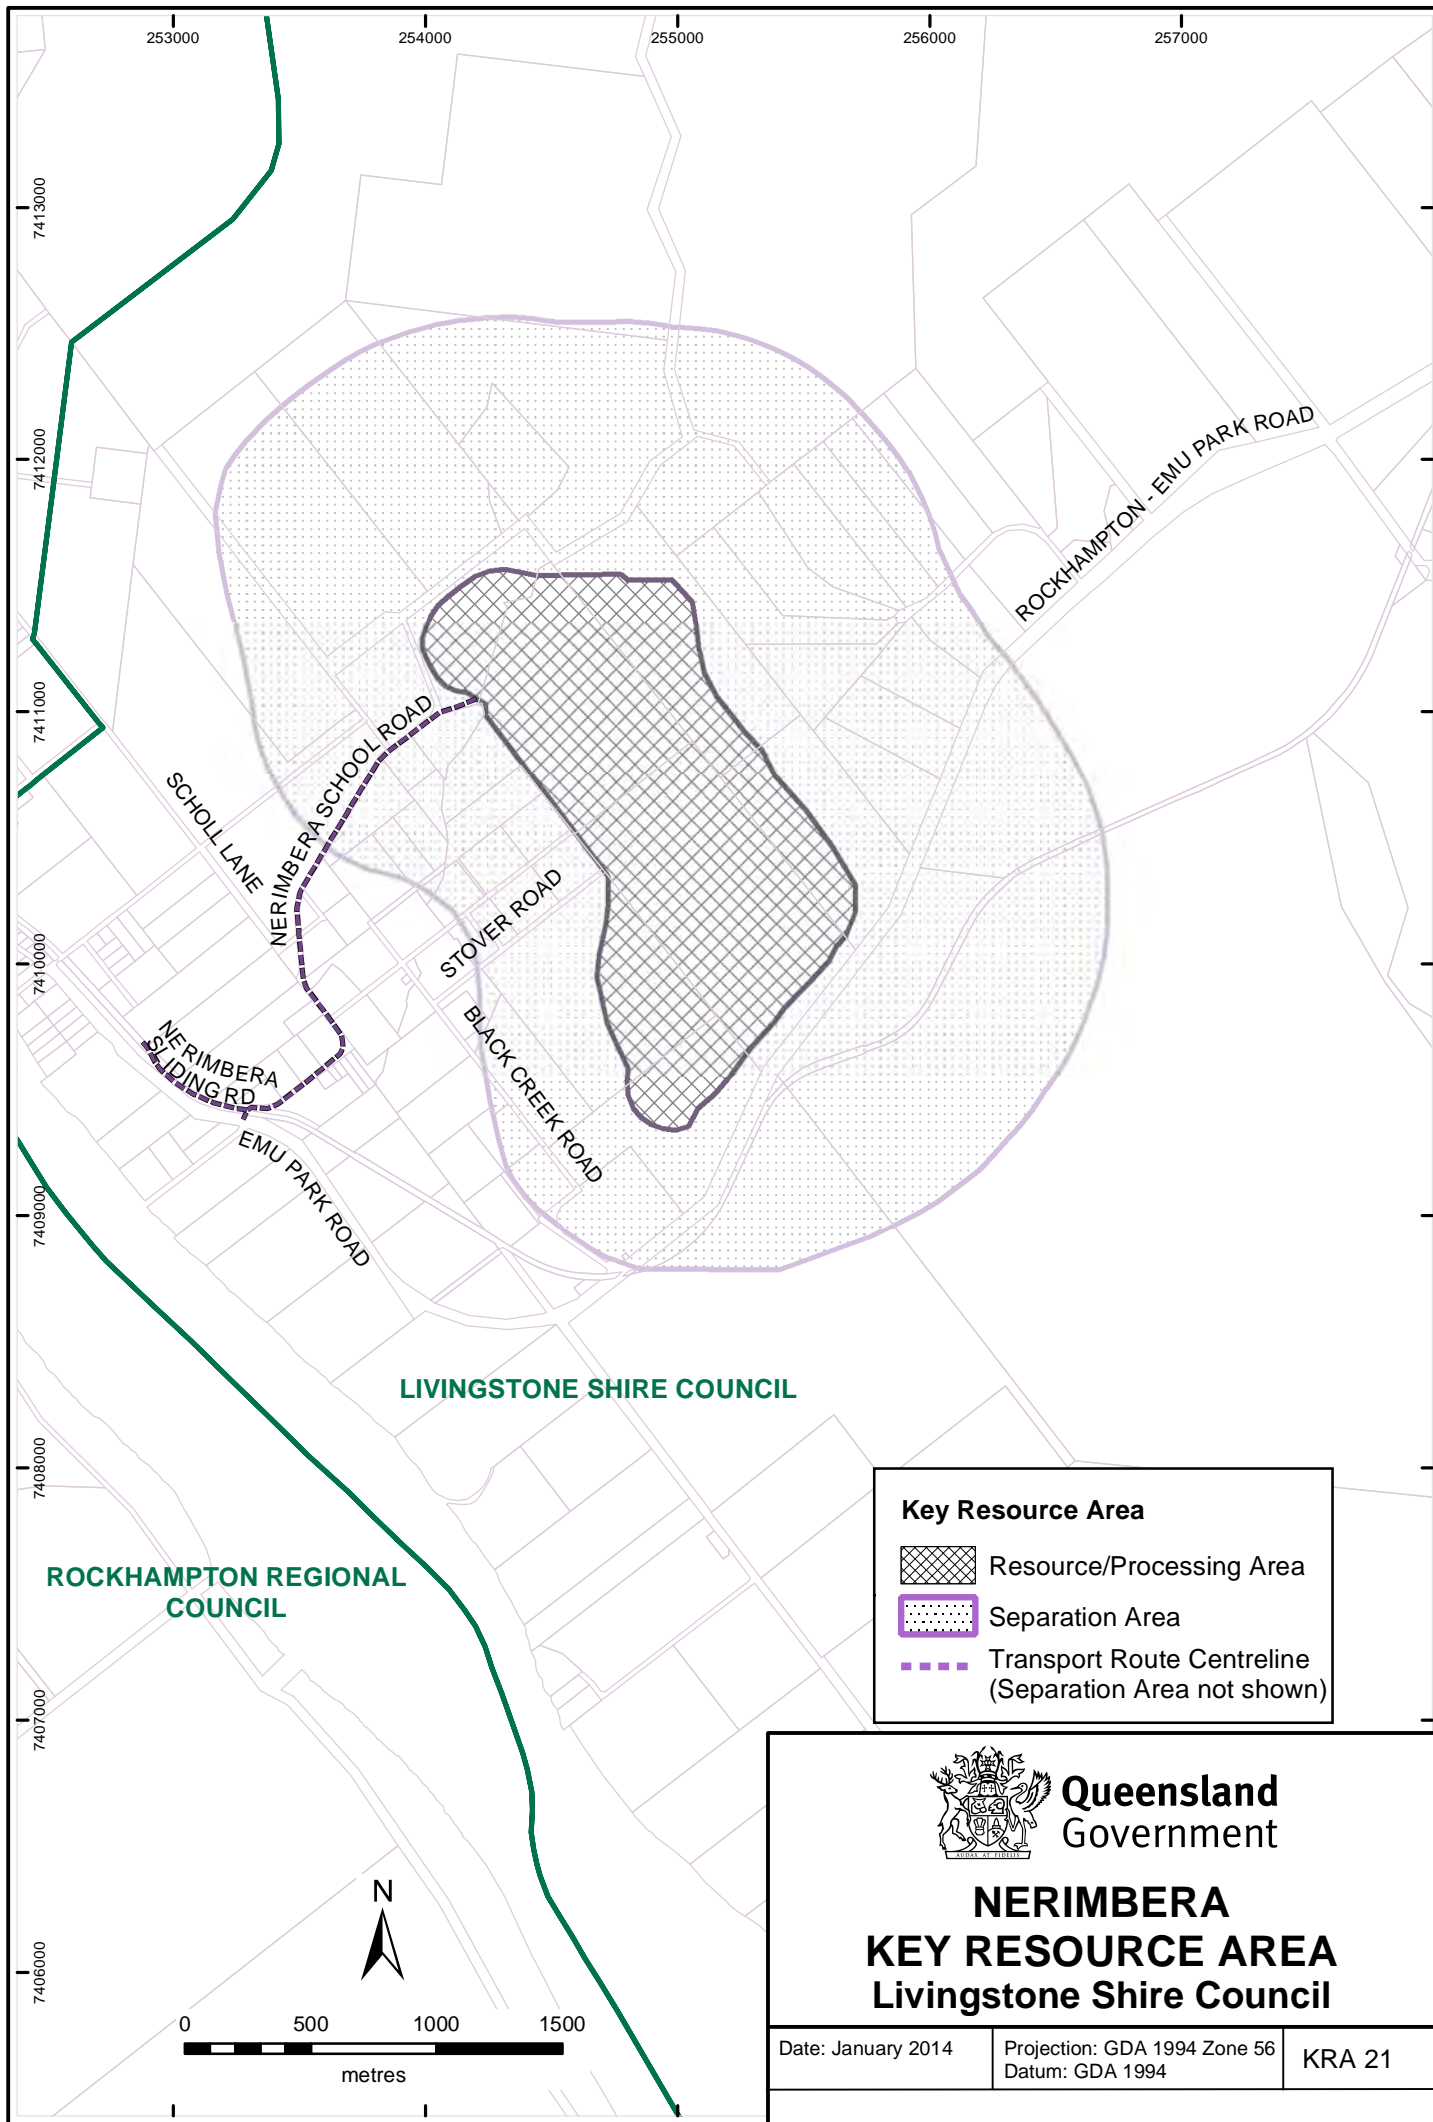 253000
254000
255000
256000
257000
7413000
7412000
7411000
7410000
7409000
7408000
7407000
7406000
ROCKHAMPTON - EMU PARK ROAD
NERIMBERA SCHOOL ROAD
SCHOLL LANE
STOVER ROAD
BLACK CREEK ROAD
NERIMBERA
SLIDING RD
EMU PARK ROAD
LIVINGSTONE SHIRE COUNCIL
ROCKHAMPTON REGIONAL
COUNCIL
Key Resource Area
Resource/Processing Area
Separation Area
Transport Route Centreline
(Separation Area not shown)
AUDAX AT FIDELIS
Queensland
Government
NERIMBERA
KEY RESOURCE AREA
Livingstone Shire Council
Date: January 2014
Projection: GDA 1994 Zone 56
Datum: GDA 1994
KRA 21
N
0 500 1000 1500
metres